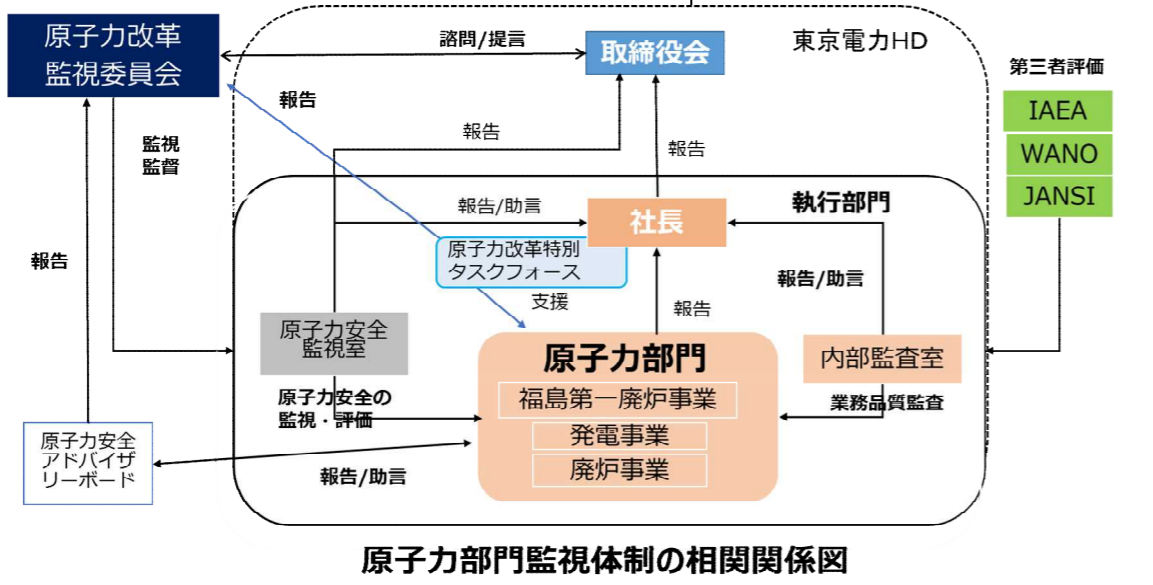 原子力改革
監視委員会
諮問/提言
取締役会
東京電力HD
第三者評価
IAEA
WANO
JANSI
報告
監視
監督
報告
報告
報告/助言
社長
執行部門
原子力改革特別
タスクフォース
支援
報告
報告/助言
報告
原子力安全
監視室
原子力部門
内部監査室
福島第一廃炉事業
発電事業
廃炉事業
原子力安全の
監視・評価
業務品質監査
原子力安全
アドバイザ
リーボード
報告/助言
原子力部門監視体制の相関関係図